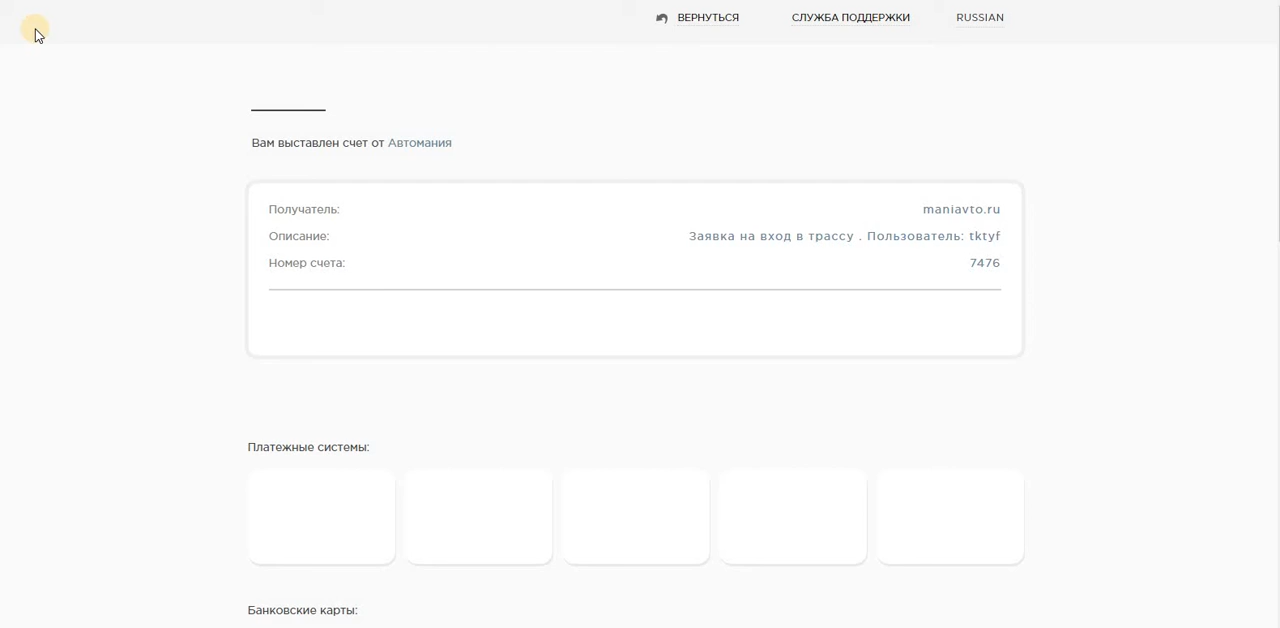 ВЕРНУТЬСЯ СЛУЖБА ПОДДЕРЖКИ RUSSIAN
Вам выставлен счет от Автомания
Получатель: maniavto.ru
Описание: Заявка на вход в трассу . Пользователь: tktyf
Номер счета: 7476
Платежные системы:
Банковские карты: